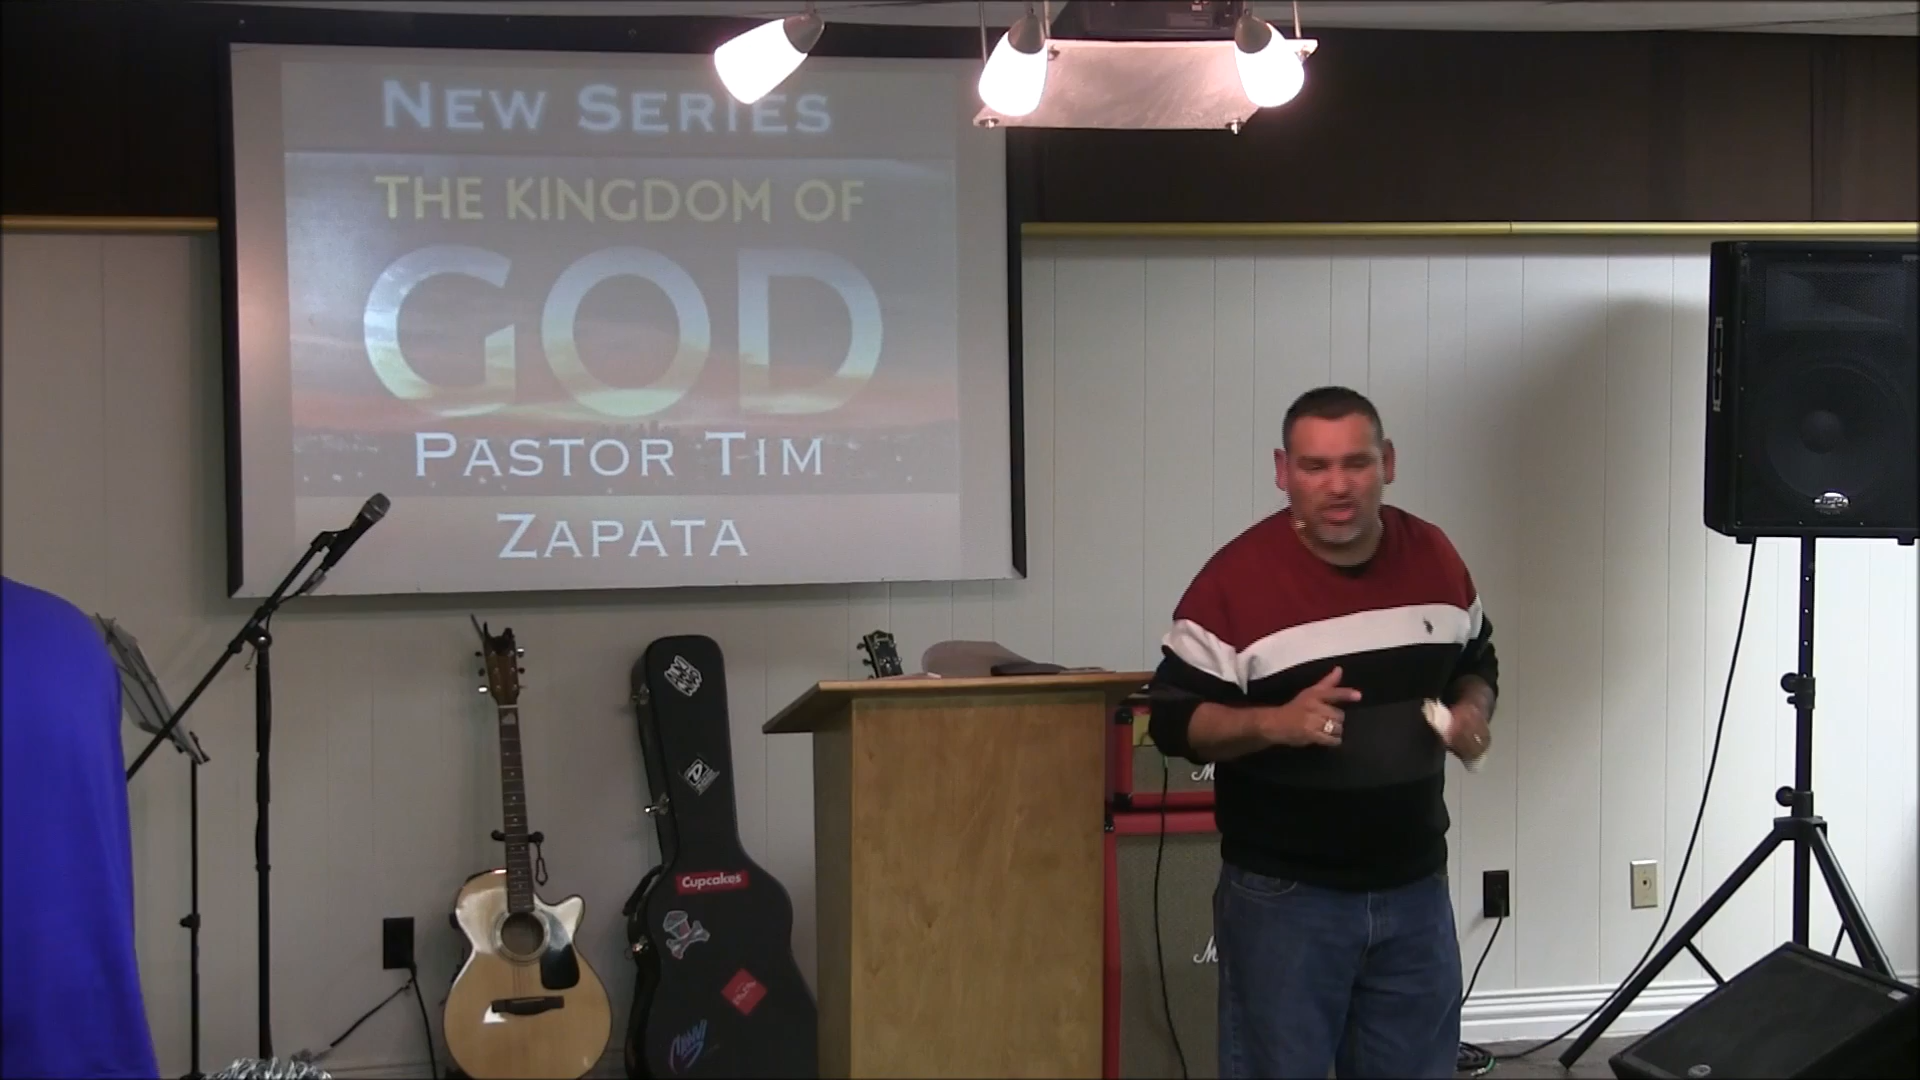 NEW SERIES
THE KINGDOM OF
GOD
PASTOR TIM
ZAPATA
Cupcakes